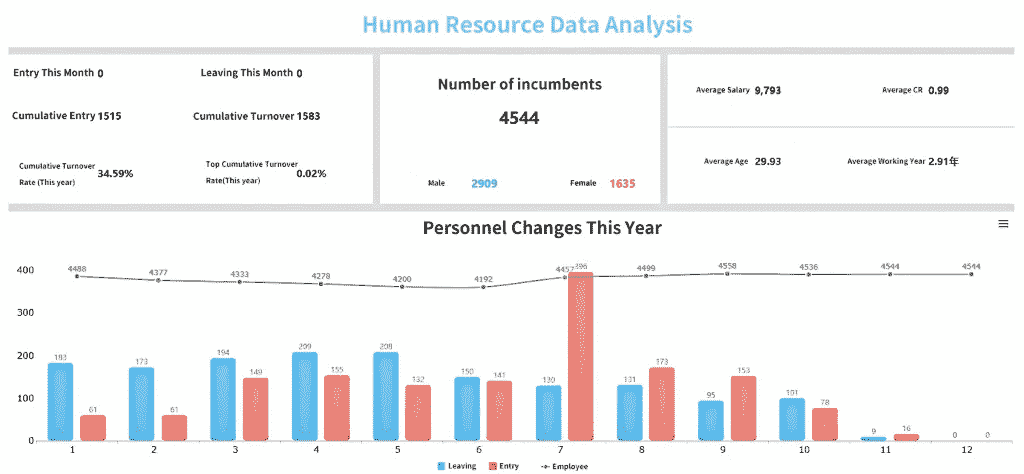 Human Resource Data Analysis
Entry This Month 0
Leaving This Month 0
Cumulative Entry 1515
Cumulative Turnover 1583
Cumulative Turnover
Rate(This year) 34.59%
Top Cumulative Turnover
Rate(This year) 0.02%
Number of incumbents
4544
Male 2909
Female 1635
Average Salary 9,793
Average CR 0.99
Average Age 29.93
Average Working Year 2.91年
Personnel Changes This Year
400
300
200
100
0
4488 4377 4333 4278 4200 4192 4457 4499 4558 4536 4544 4544
183 61
173 61
194 149
209 155
208 132
150 141
130 396
131 173
95 153
101 78
9 16
0 0
1 2 3 4 5 6 7 8 9 10 11 12
Leaving Entry Employee